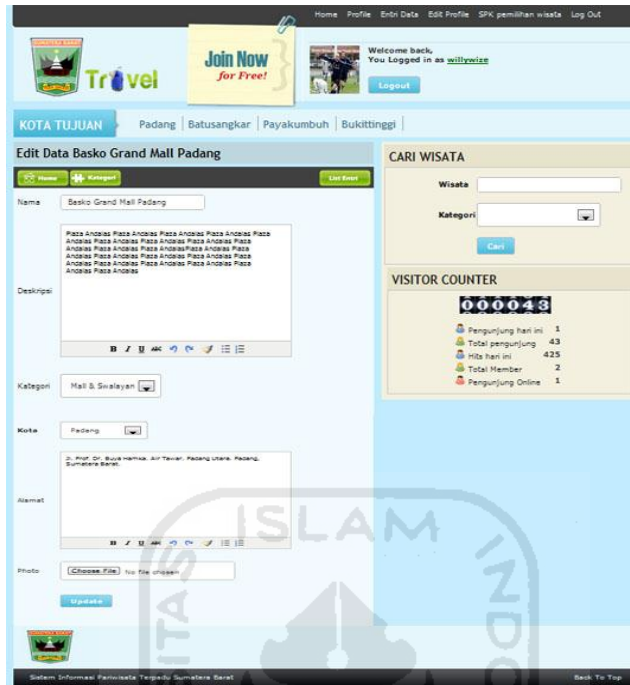 Home Profile Entri Data Edit Profile SPK pemilihan wisata Log Out
SUMATERA BARAT
Travel
Join Now
for Free!
Welcome back,
You Logged in as willywize
Logout
KOTA TUJUAN
Padang | Batusangkar | Payakumbuh | Bukittinggi |
Edit Data Basko Grand Mall Padang
Home Kategori List Entri
Nama Basko Grand Mall Padang
Plaza Andalas Plaza Andalas Plaza Andalas Plaza Andalas Plaza
Andalas Plaza Andalas Plaza Andalas Plaza Andalas Plaza
Andalas Plaza Andalas Plaza AndalasPlaza Andalas Plaza
Andalas Plaza Andalas Plaza Andalas Plaza Andalas Plaza
Andalas Plaza Andalas Plaza Andalas Plaza Andalas Plaza
Andalas Plaza Andalas
Deskripsi
B I U ABC
Kategori Mall & Swalayan
Kota Padang
Jl. Prof. Dr. Buya Hamka, Air Tawar, Padang Utara, Padang,
Sumatera Barat.
Alamat
B I U ABC
Photo Choose File No file chosen
Update
CARI WISATA
Wisata
Kategori
Cari
VISITOR COUNTER
000043
Pengunjung hari ini 1
Total pengunjung 43
Hits hari ini 425
Total Member 2
Pengunjung Online 1
ISLAM
ITAS
INDO
Sistem Informasi Pariwisata Terpadu Sumatera Barat
Back To Top